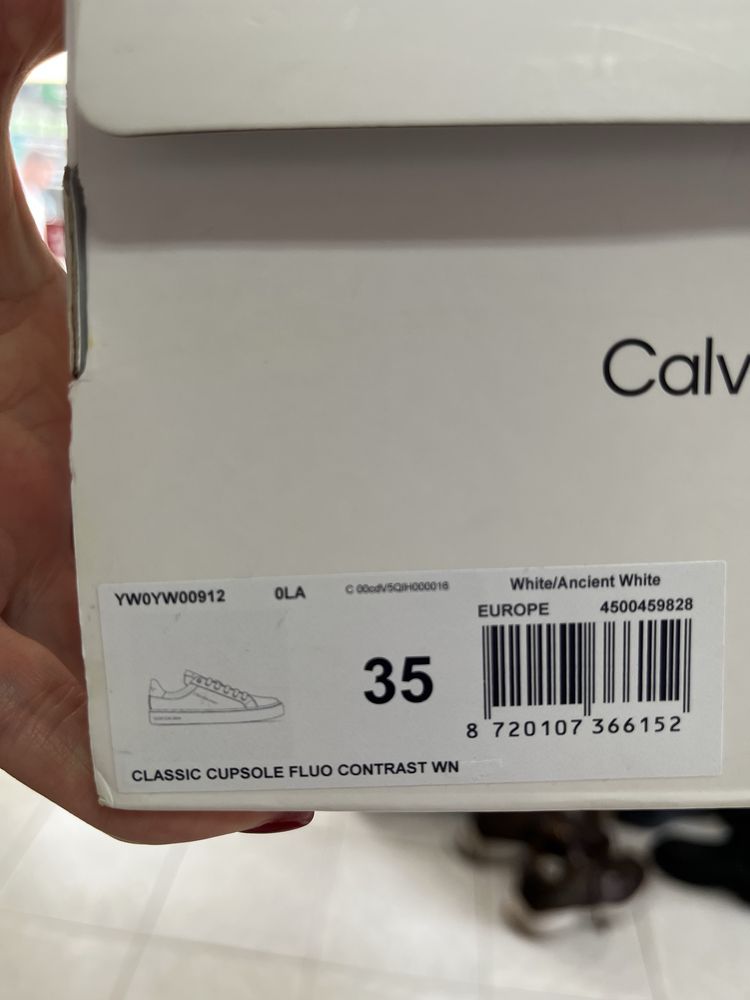 Calv
YW0YW00912 0LA
White/Ancient White
EUROPE 4500459828
35
8 720107 366152
CLASSIC CUPSOLE FLUO CONTRAST WN